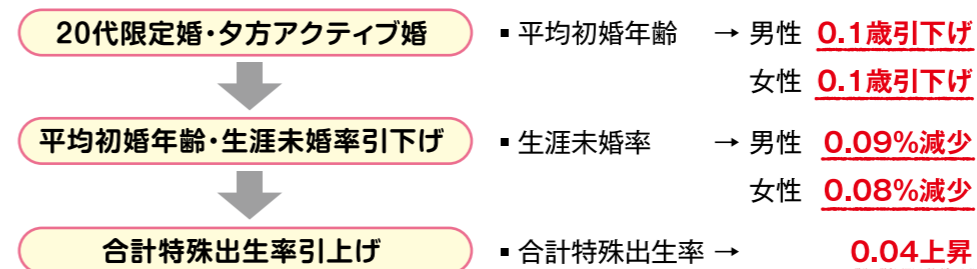 20代限定婚・夕方アクティブ婚 ▪ 平均初婚年齢 → 男性 0.1歳引下げ
女性 0.1歳引下げ
平均初婚年齢・生涯未婚率引下げ ▪ 生涯未婚率 → 男性 0.09%減少
女性 0.08%減少
合計特殊出生率引上げ ▪ 合計特殊出生率 → 0.04上昇